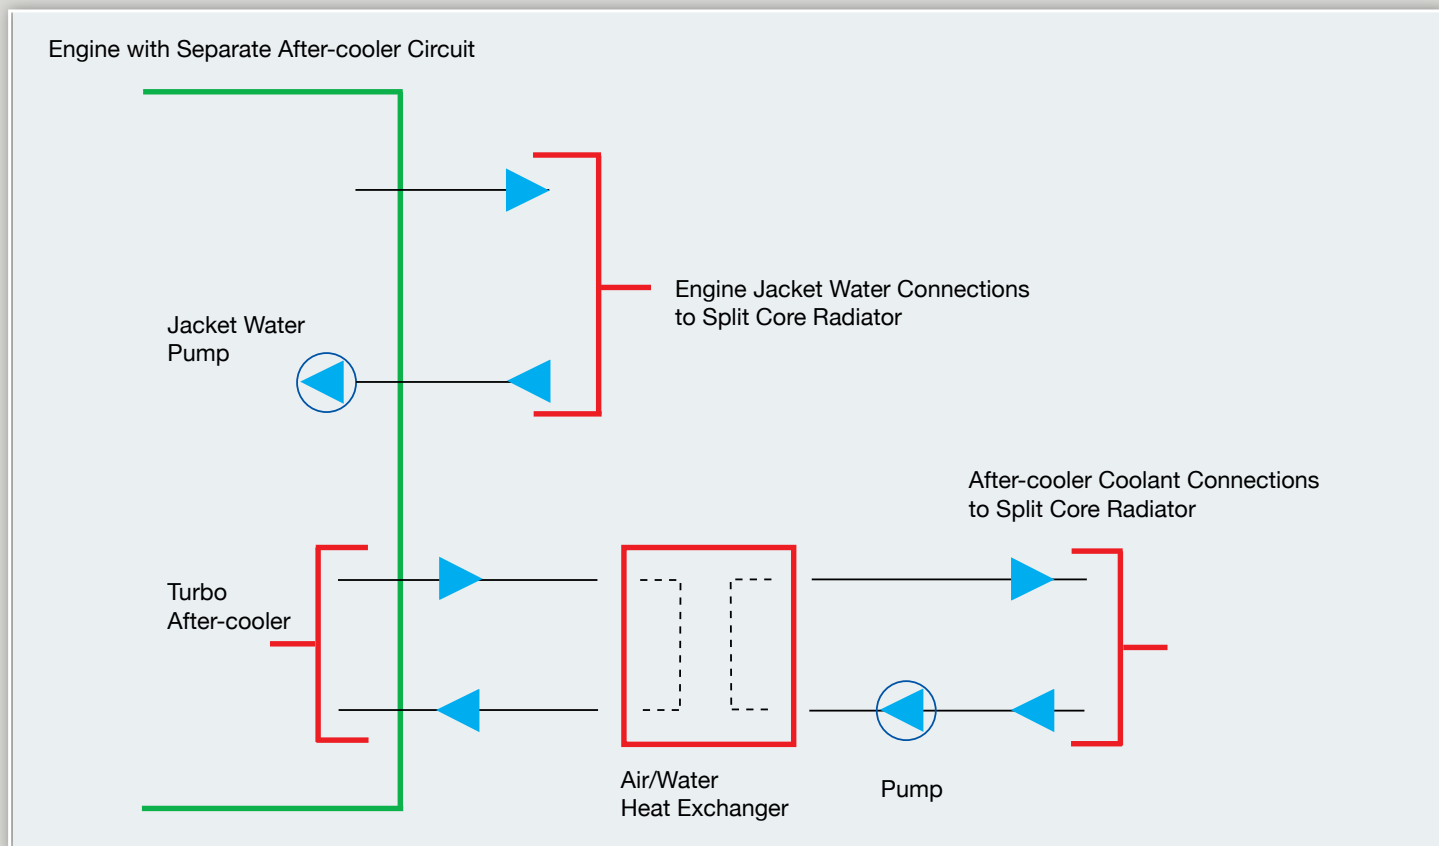 Engine with Separate After-cooler Circuit
Engine Jacket Water Connections
to Split Core Radiator
Jacket Water
Pump
After-cooler Coolant Connections
to Split Core Radiator
Turbo
After-cooler
Air/Water
Heat Exchanger
Pump